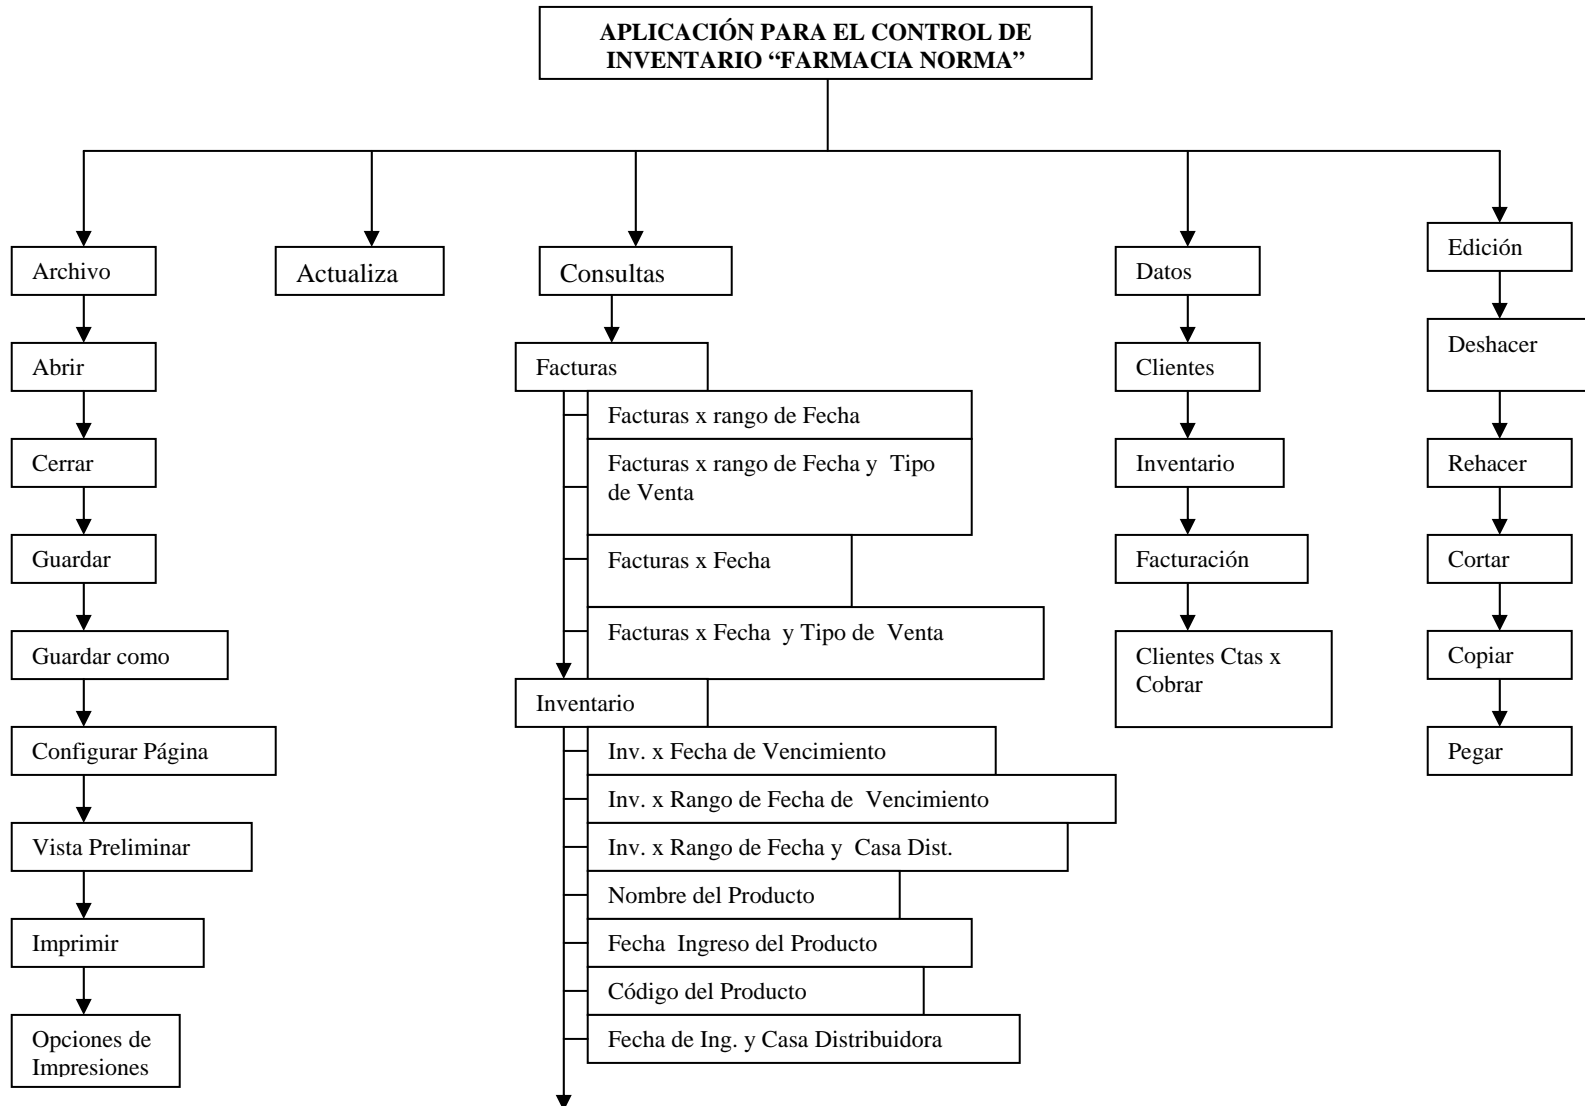 APLICACIÓN PARA EL CONTROL DE
INVENTARIO “FARMACIA NORMA”
Archivo
Abrir
Cerrar
Guardar
Guardar como
Configurar Página
Vista Preliminar
Imprimir
Opciones de
Impresiones
Actualiza
Consultas
Facturas
Facturas x rango de Fecha
Facturas x rango de Fecha y Tipo
de Venta
Facturas x Fecha
Facturas x Fecha y Tipo de Venta
Inventario
Inv. x Fecha de Vencimiento
Inv. x Rango de Fecha de Vencimiento
Inv. x Rango de Fecha y Casa Dist.
Nombre del Producto
Fecha Ingreso del Producto
Código del Producto
Fecha de Ing. y Casa Distribuidora
Datos
Clientes
Inventario
Facturación
Clientes Ctas x
Cobrar
Edición
Deshacer
Rehacer
Cortar
Copiar
Pegar